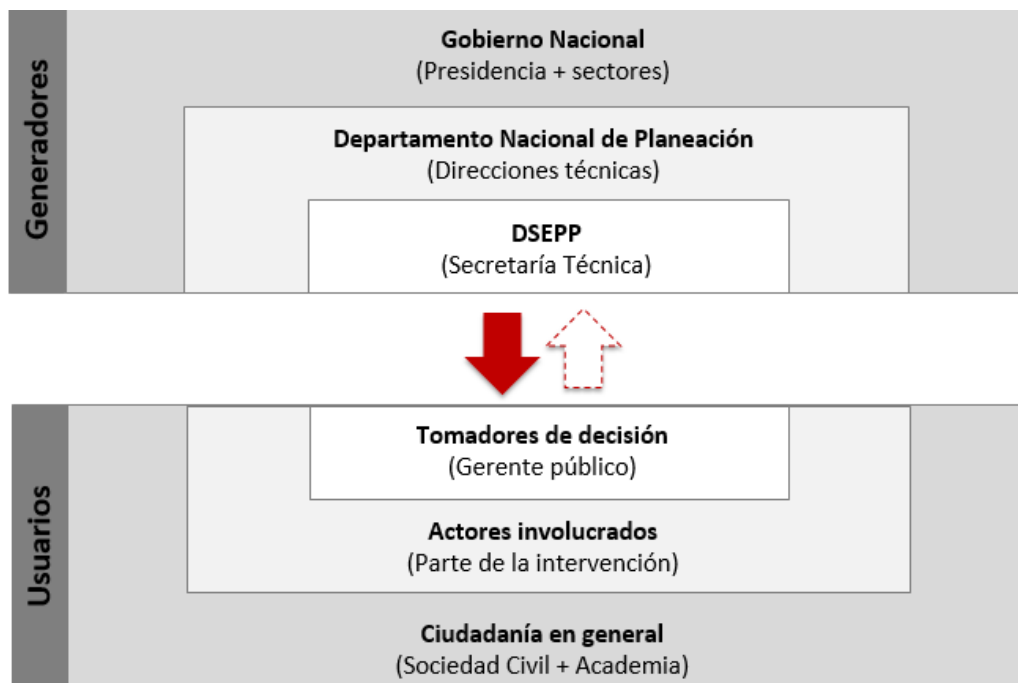 Generadores
Gobierno Nacional
(Presidencia + sectores)
Departamento Nacional de Planeación
(Direcciones técnicas)
DSEPP
(Secretaría Técnica)
Usuarios
Tomadores de decisión
(Gerente público)
Actores involucrados
(Parte de la intervención)
Ciudadanía en general
(Sociedad Civil + Academia)